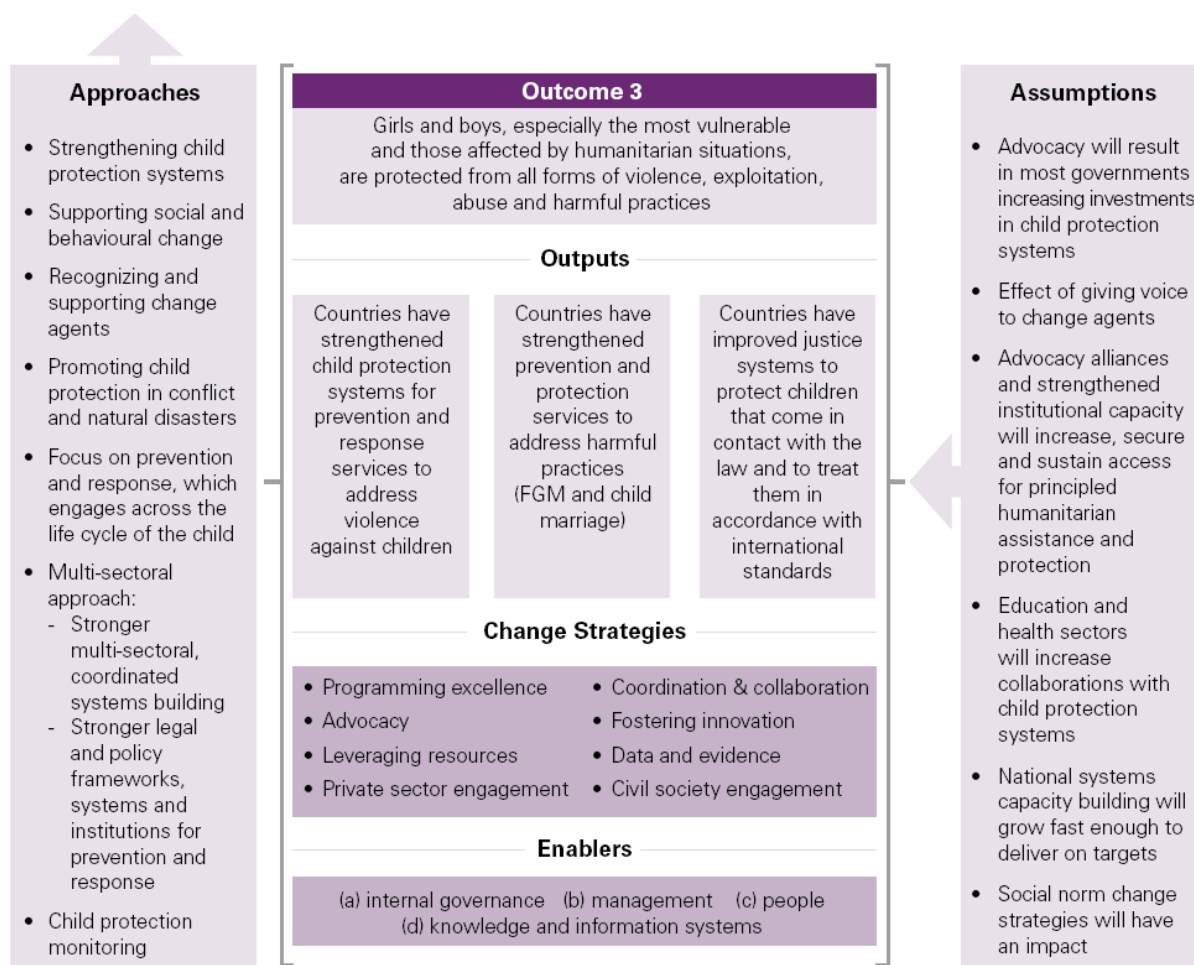 Approaches
• Strengthening child
protection systems
• Supporting social and
behavioural change
• Recognizing and
supporting change
agents
• Promoting child
protection in conflict
and natural disasters
• Focus on prevention
and response, which
engages across the
life cycle of the child
• Multi-sectoral
approach:
- Stronger
multi-sectoral,
coordinated
systems building
- Stronger legal
and policy
frameworks,
systems and
institutions for
prevention and
response
• Child protection
monitoring
Outcome 3
Girls and boys, especially the most vulnerable
and those affected by humanitarian situations,
are protected from all forms of violence, exploitation,
abuse and harmful practices
Outputs
Countries have
strengthened
child protection
systems for
prevention and
response
services to
address
violence
against children
Countries have
strengthened
prevention and
protection
services to
address harmful
practices
(FGM and child
marriage)
Countries have
improved justice
systems to
protect children
that come in
contact with the
law and to treat
them in
accordance with
international
standards
Change Strategies
• Programming excellence
• Advocacy
• Leveraging resources
• Private sector engagement
• Coordination & collaboration
• Fostering innovation
• Data and evidence
• Civil society engagement
Enablers
(a) internal governance (b) management (c) people
(d) knowledge and information systems
Assumptions
• Advocacy will result
in most governments
increasing investments
in child protection
systems
• Effect of giving voice
to change agents
• Advocacy alliances
and strengthened
institutional capacity
will increase, secure
and sustain access
for principled
humanitarian
assistance and
protection
• Education and
health sectors
will increase
collaborations with
child protection
systems
• National systems
capacity building will
grow fast enough to
deliver on targets
• Social norm change
strategies will have
an impact